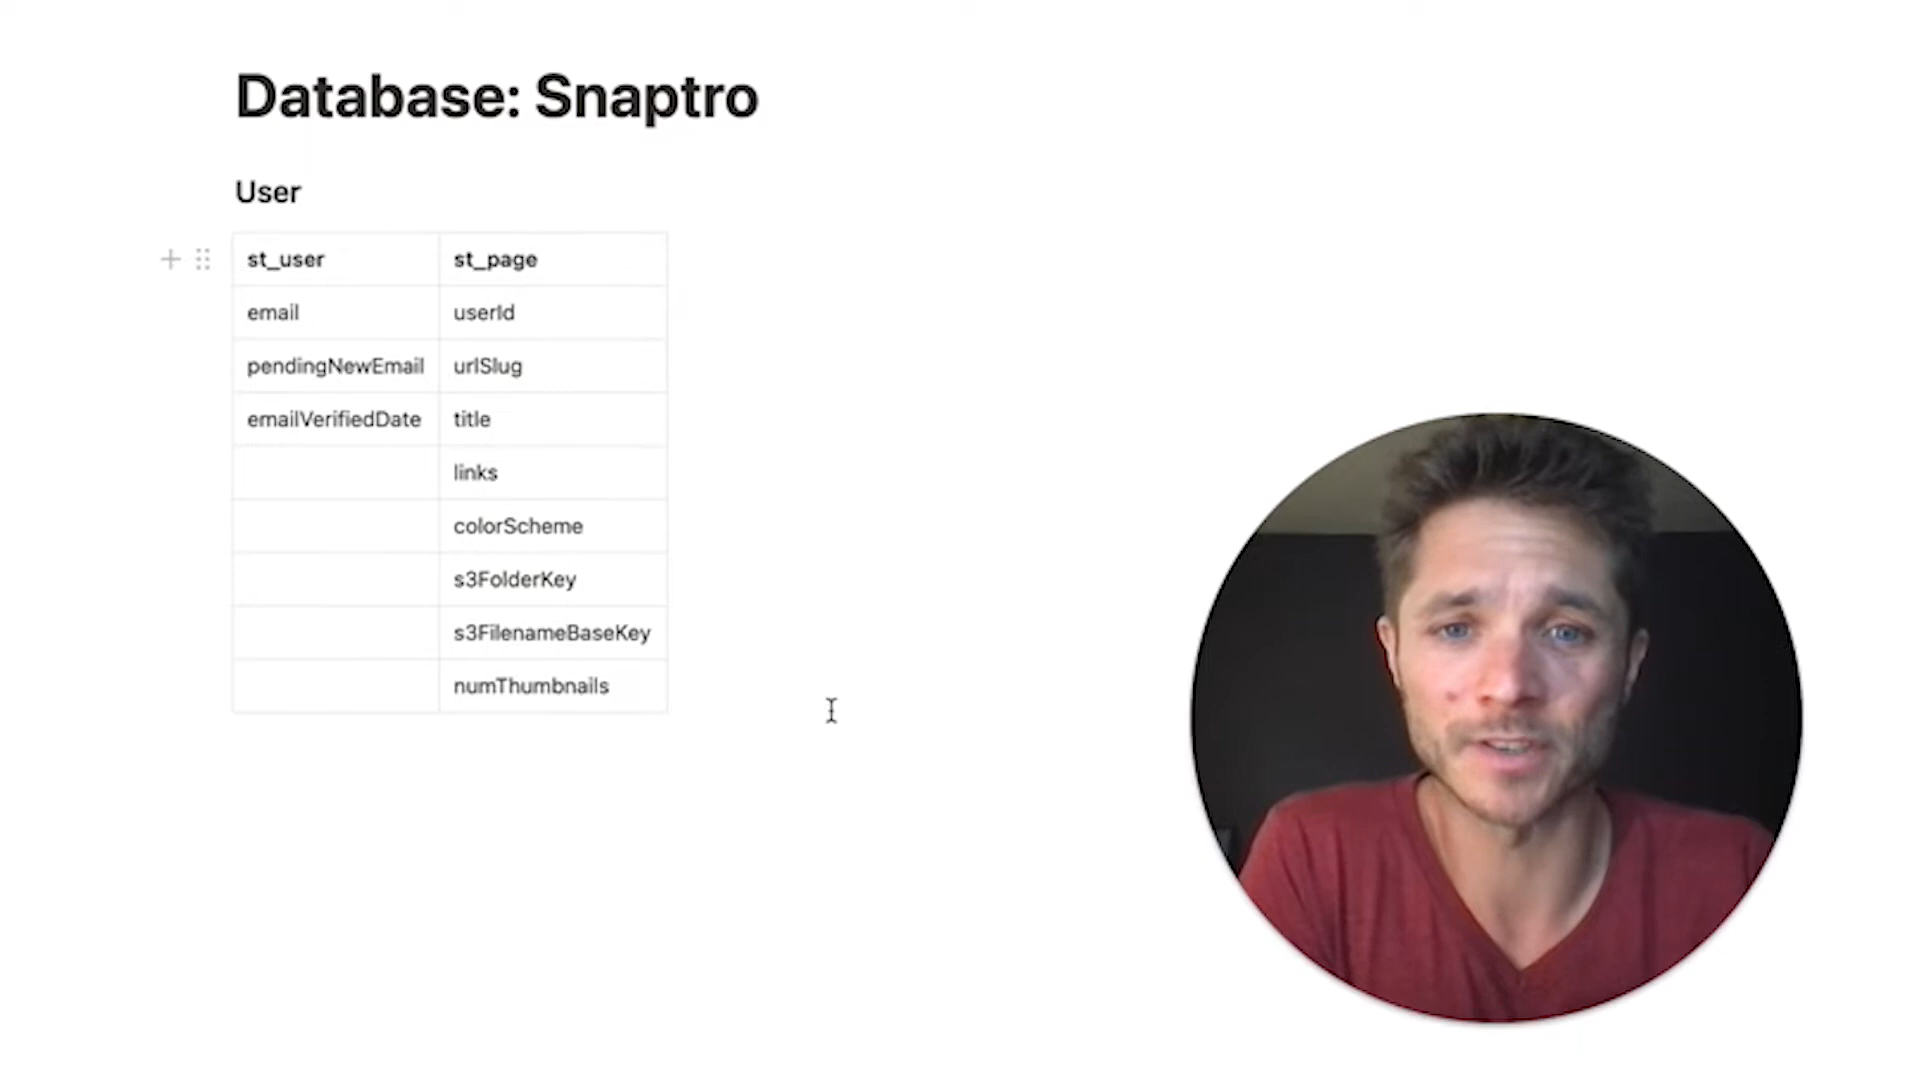 Database: Snaptro
User
st_user st_page
email userId
pendingNewEmail urlSlug
emailVerifiedDate title
links
colorScheme
s3FolderKey
s3FilenameBaseKey
numThumbnails